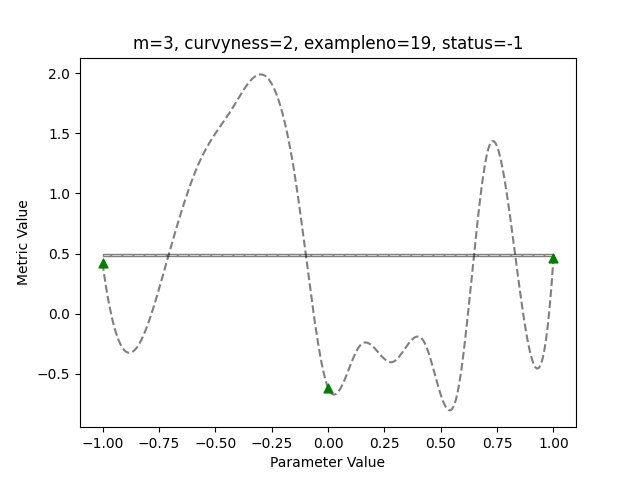 m=3, curvyness=2, exampleno=19, status=-1
Metric Value
2.0
1.5
1.0
0.5
0.0
−0.5
−1.00 −0.75 −0.50 −0.25 0.00 0.25 0.50 0.75 1.00
Parameter Value